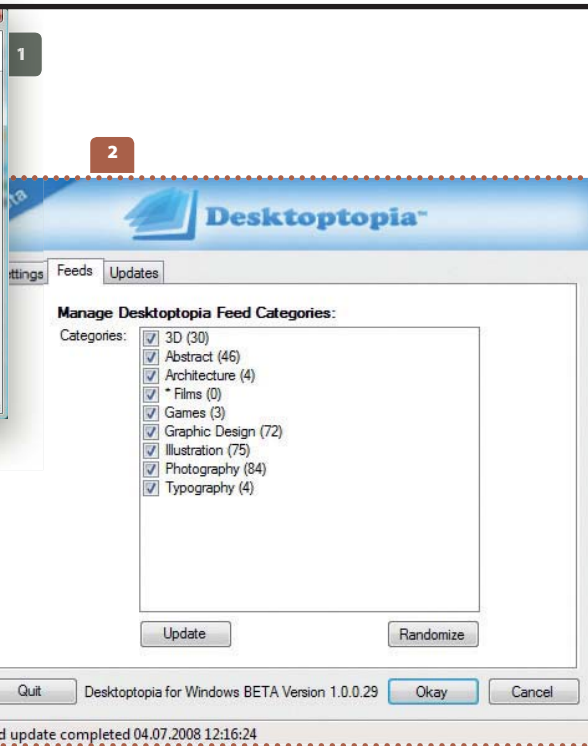 1
2
Desktoptopia
Feeds Updates
Manage Desktoptopia Feed Categories:
Categories:
3D (30)
Abstract (46)
Architecture (4)
* Films (0)
Games (3)
Graphic Design (72)
Illustration (75)
Photography (84)
Typography (4)
Update Randomize
Quit Desktoptopia for Windows BETA Version 1.0.0.29 Okay Cancel
update completed 04.07.2008 12:16:24